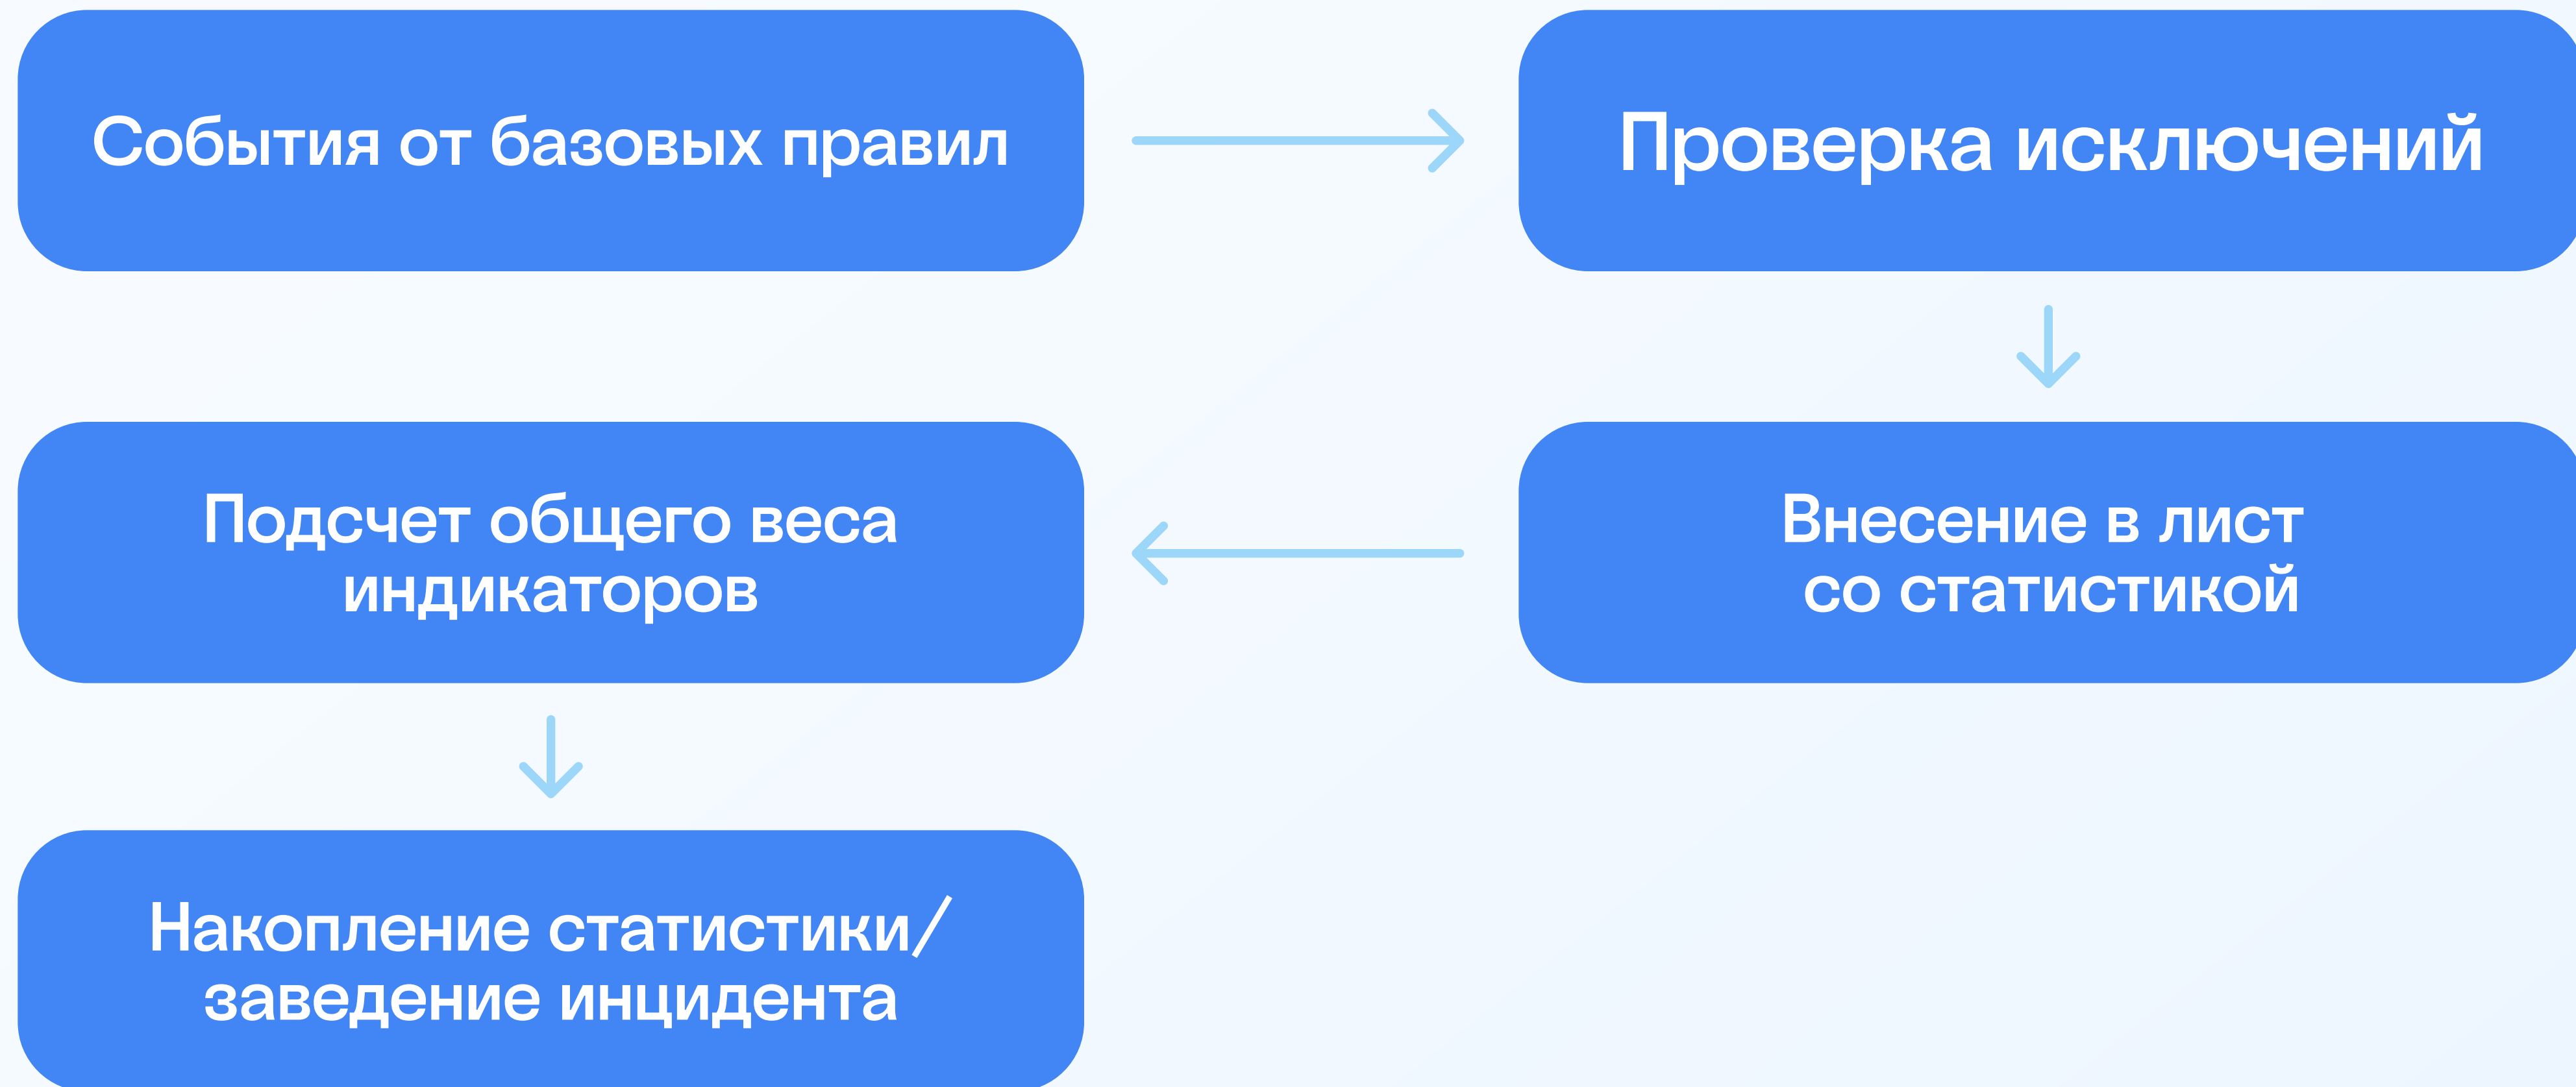 События от базовых правил
Проверка исключений
Внесение в лист
со статистикой
Подсчет общего веса
индикаторов
Накопление статистики/
заведение инцидента